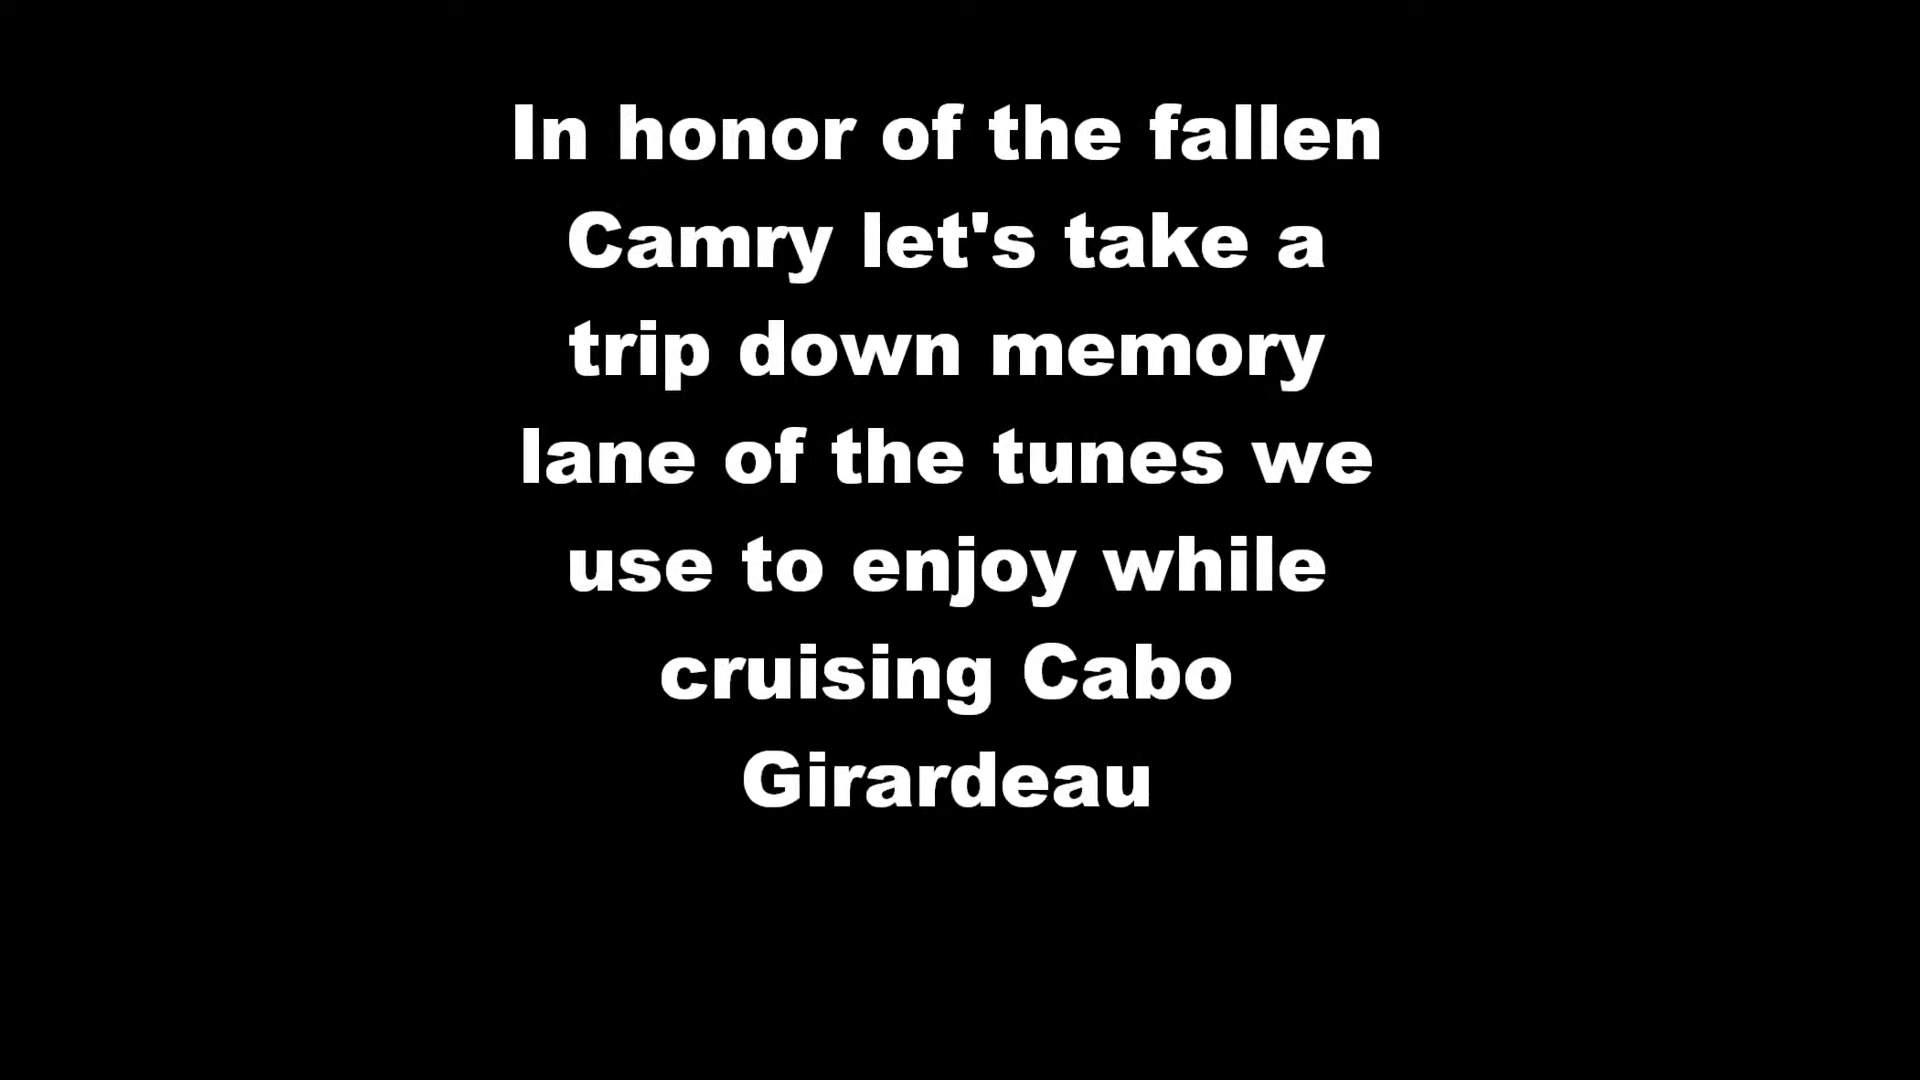 In honor of the fallen
Camry let's take a
trip down memory
lane of the tunes we
use to enjoy while
cruising Cabo
Girardeau